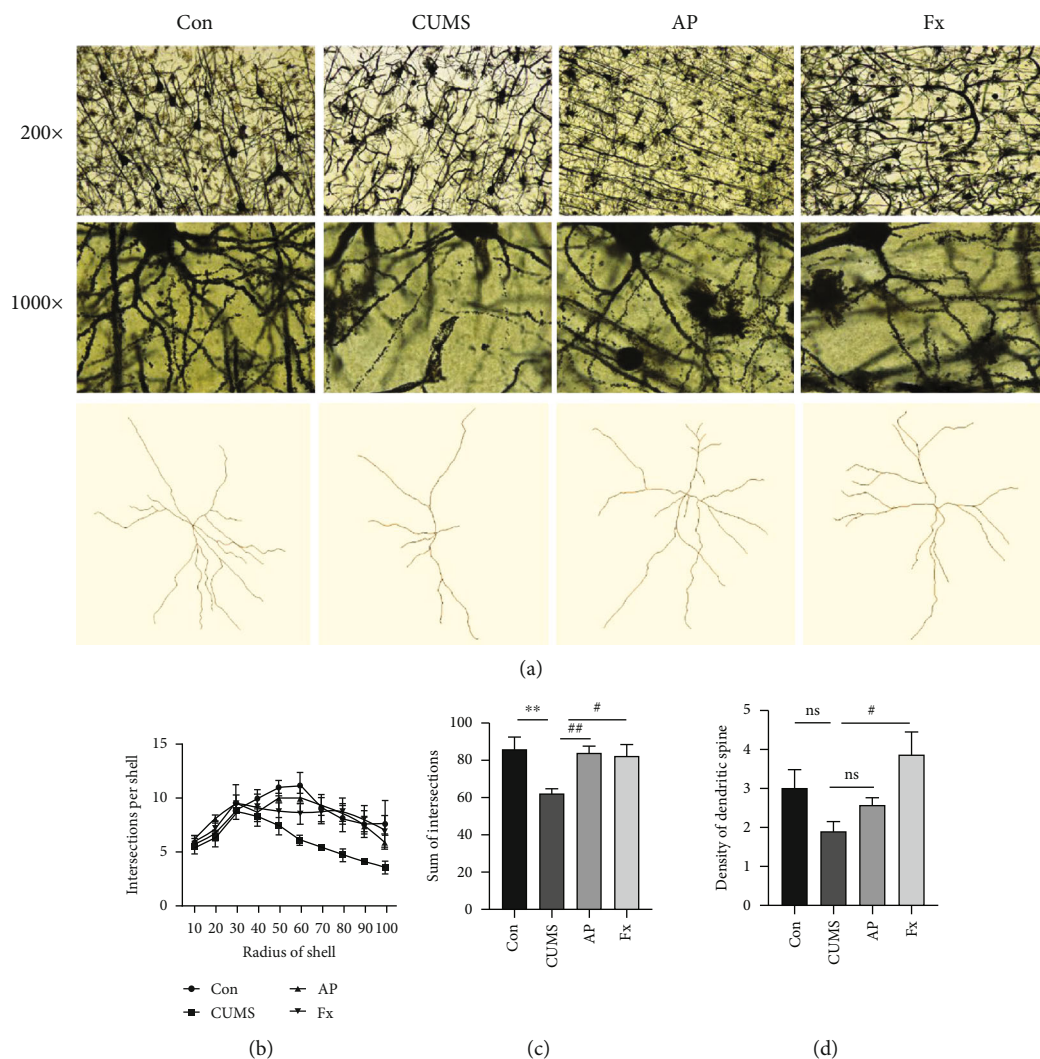 Con CUMS AP Fx
200×
1000×
(a)
Intersections per shell
15
10
5
0
10 20 30 40 50 60 70 80 90 100
Radius of shell
Con AP
CUMS Fx
(b)
Sum of intersections
100
80
60
40
20
0
** # ##
Con CUMS AP Fx
(c)
Density of dendritic spine
5
4
3
2
1
0
ns # ns
Con CUMS AP Fx
(d)